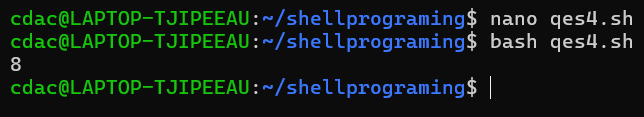 cdac@LAPTOP-TJIPEEAU:~/shellprograming$ nano qes4.sh
cdac@LAPTOP-TJIPEEAU:~/shellprograming$ bash qes4.sh
8
cdac@LAPTOP-TJIPEEAU:~/shellprograming$